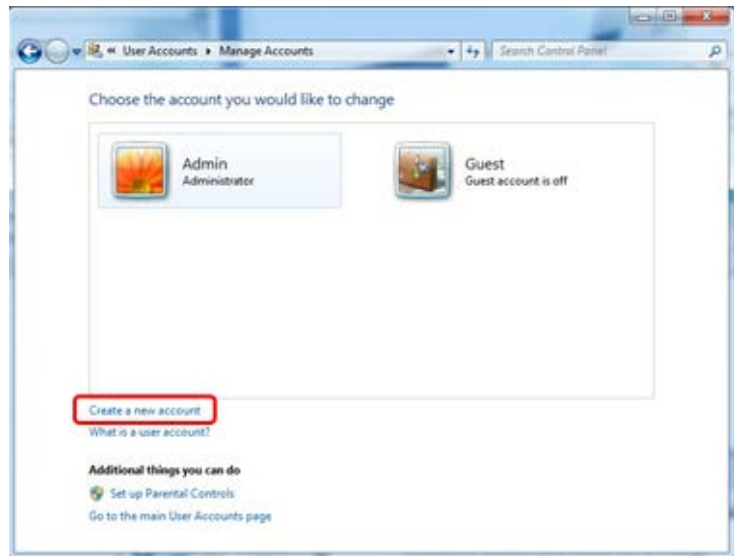 « User Accounts ▸ Manage Accounts
Search Control Panel
Choose the account you would like to change
Admin
Administrator
Guest
Guest account is off
Create a new account
What is a user account?
Additional things you can do
Set up Parental Controls
Go to the main User Accounts page